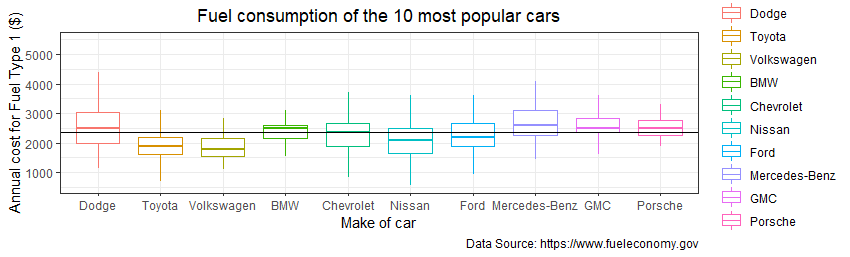 Fuel consumption of the 10 most popular cars
Annual cost for Fuel Type 1 ($)
5000
4000
3000
2000
1000
Dodge Toyota Volkswagen BMW Chevrolet Nissan Ford Mercedes-Benz GMC Porsche
Make of car
Data Source: https://www.fueleconomy.gov
Dodge
Toyota
Volkswagen
BMW
Chevrolet
Nissan
Ford
Mercedes-Benz
GMC
Porsche